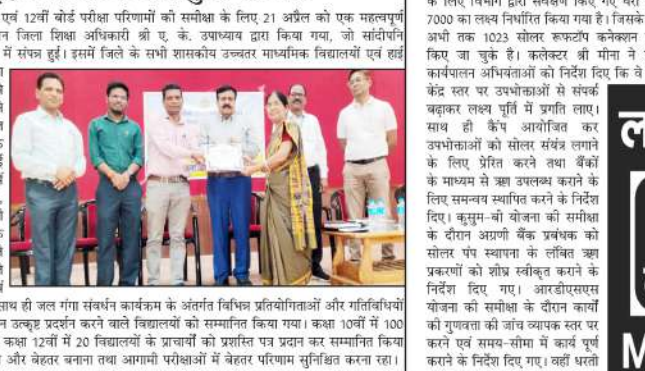 एवं 12वीं बोर्ड परीक्षा परिणामों की समीक्षा के लिए 21 अप्रैल को एक महत्वपूर्ण
जिला शिक्षा अधिकारी श्री ए. के. उपाध्याय द्वारा किया गया, जो सांदीपनि
में संपन्न हुई। इसमें जिले के सभी शासकीय उच्चतर माध्यमिक विद्यालयों एवं हाई
साथ ही जल गंगा संवर्धन कार्यक्रम के अंतर्गत विभिन्न प्रतियोगिताओं और गतिविधियों
न उत्कृष्ट प्रदर्शन करने वाले विद्यालयों को सम्मानित किया गया। कक्षा 10वीं में 100
कक्षा 12वीं में 20 विद्यालयों के प्राचार्यों को प्रशस्ति पत्र प्रदान कर सम्मानित किया
और बेहतर बनाना तथा आगामी परीक्षाओं में बेहतर परिणाम सुनिश्चित करना रहा।
के लिए विभाग द्वारा सर्वेक्षण किए गए घरों
7000 का लक्ष्य निर्धारित किया गया है। जिसके
अभी तक 1023 सोलर रूफटॉप कनेक्शन
किए जा चुके है। कलेक्टर श्री मीना ने
कार्यपालन अभियंताओं को निर्देश दिए कि वे
केंद्र स्तर पर उपभोक्ताओं से संपर्क
बढ़ाकर लक्ष्य पूर्ति में प्रगति लाए।
साथ ही कैंप आयोजित कर
उपभोक्ताओं को सोलर संयंत्र लगाने
के लिए प्रेरित करने तथा बैंकों
के माध्यम से ऋण उपलब्ध कराने के
लिए समन्वय स्थापित करने के निर्देश
दिए। कुसुम-बी योजना की समीक्षा
के दौरान अग्रणी बैंक प्रबंधक को
सोलर पंप स्थापना के लंबित ऋण
प्रकरणों को शीघ्र स्वीकृत कराने के
निर्देश दिए गए। आरडीएसएस
योजना की समीक्षा के दौरान कार्यों
की गुणवत्ता की जांच व्यापक स्तर पर
करने एवं समय-सीमा में कार्य पूर्ण
कराने के निर्देश दिए गए। वहीं धरती
ल
M